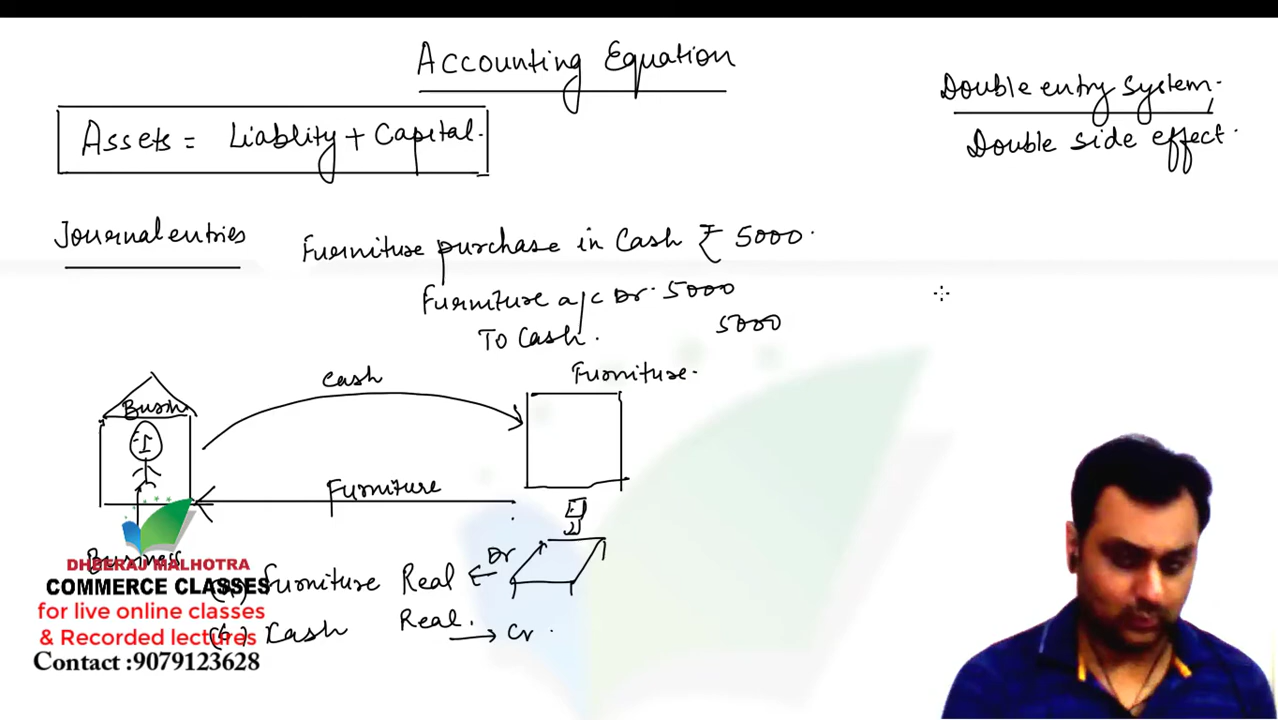 Accounting Equation
Double entry system.
Double side effect.
Assets = Liablity + Capital.
Journal entries
Furniture purchase in Cash ₹ 5000.
Furniture a/c Dr. 5000
To Cash. 5000
Cash
Furniture.
Busn
Furniture
Business
Dr
DHEERAJ MALHOTRA
COMMERCE CLASSES
for live online classes
& Recorded lectures
Contact :9079123628
(a) Furniture Real
(b) Cash Real. → Cr.